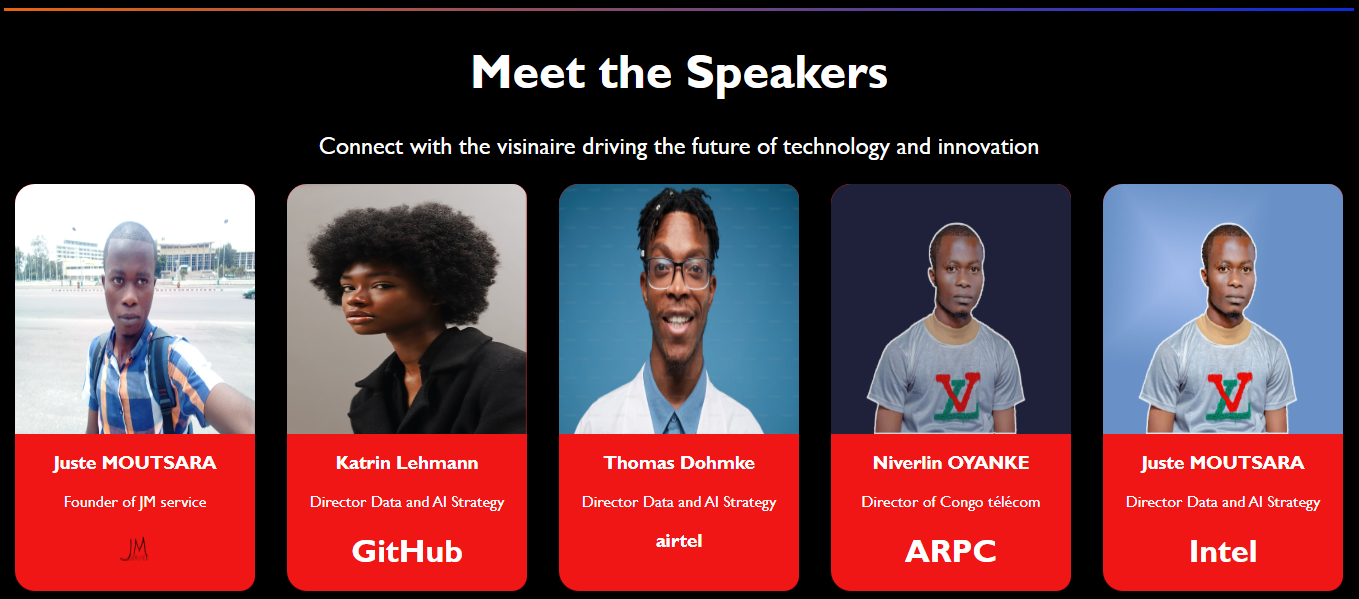 Meet the Speakers
Connect with the visinaire driving the future of technology and innovation
Juste MOUTSARA
Founder of JM service
JM
Katrin Lehmann
Director Data and AI Strategy
GitHub
Thomas Dohmke
Director Data and AI Strategy
airtel
Niverlin OYANKE
Director of Congo télécom
ARPC
Juste MOUTSARA
Director Data and AI Strategy
Intel